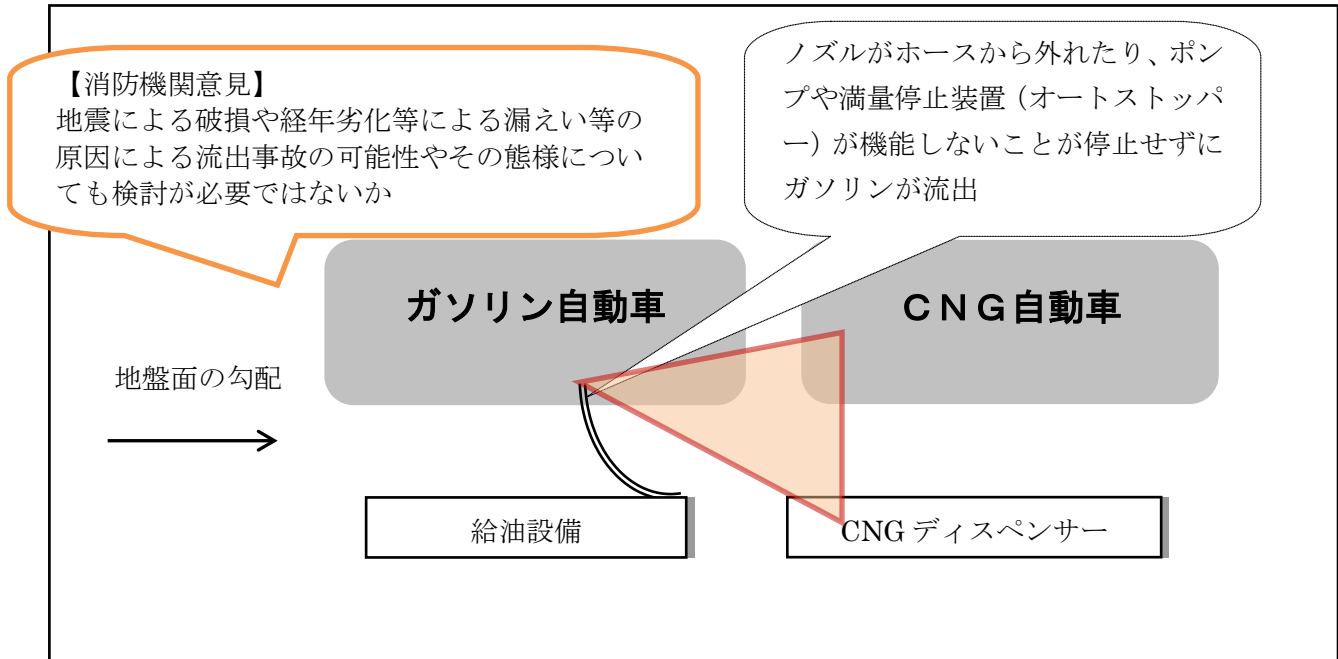 【消防機関意見】
地震による破損や経年劣化等による漏えい等の
原因による流出事故の可能性やその態様につい
ても検討が必要ではないか
ノズルがホースから外れたり、ポン
プや満量停止装置（オートストッパ
ー）が機能しないことが停止せずに
ガソリンが流出
ガソリン自動車
ＣＮＧ自動車
地盤面の勾配
給油設備
CNG ディスペンサー